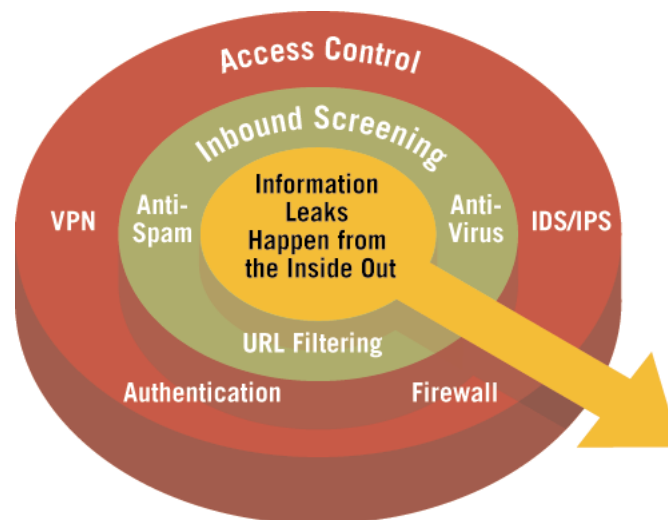 Access Control
Inbound Screening
Information
Leaks
Happen from
the Inside Out
Anti-
Spam
Anti-
Virus
VPN
IDS/IPS
URL Filtering
Authentication
Firewall